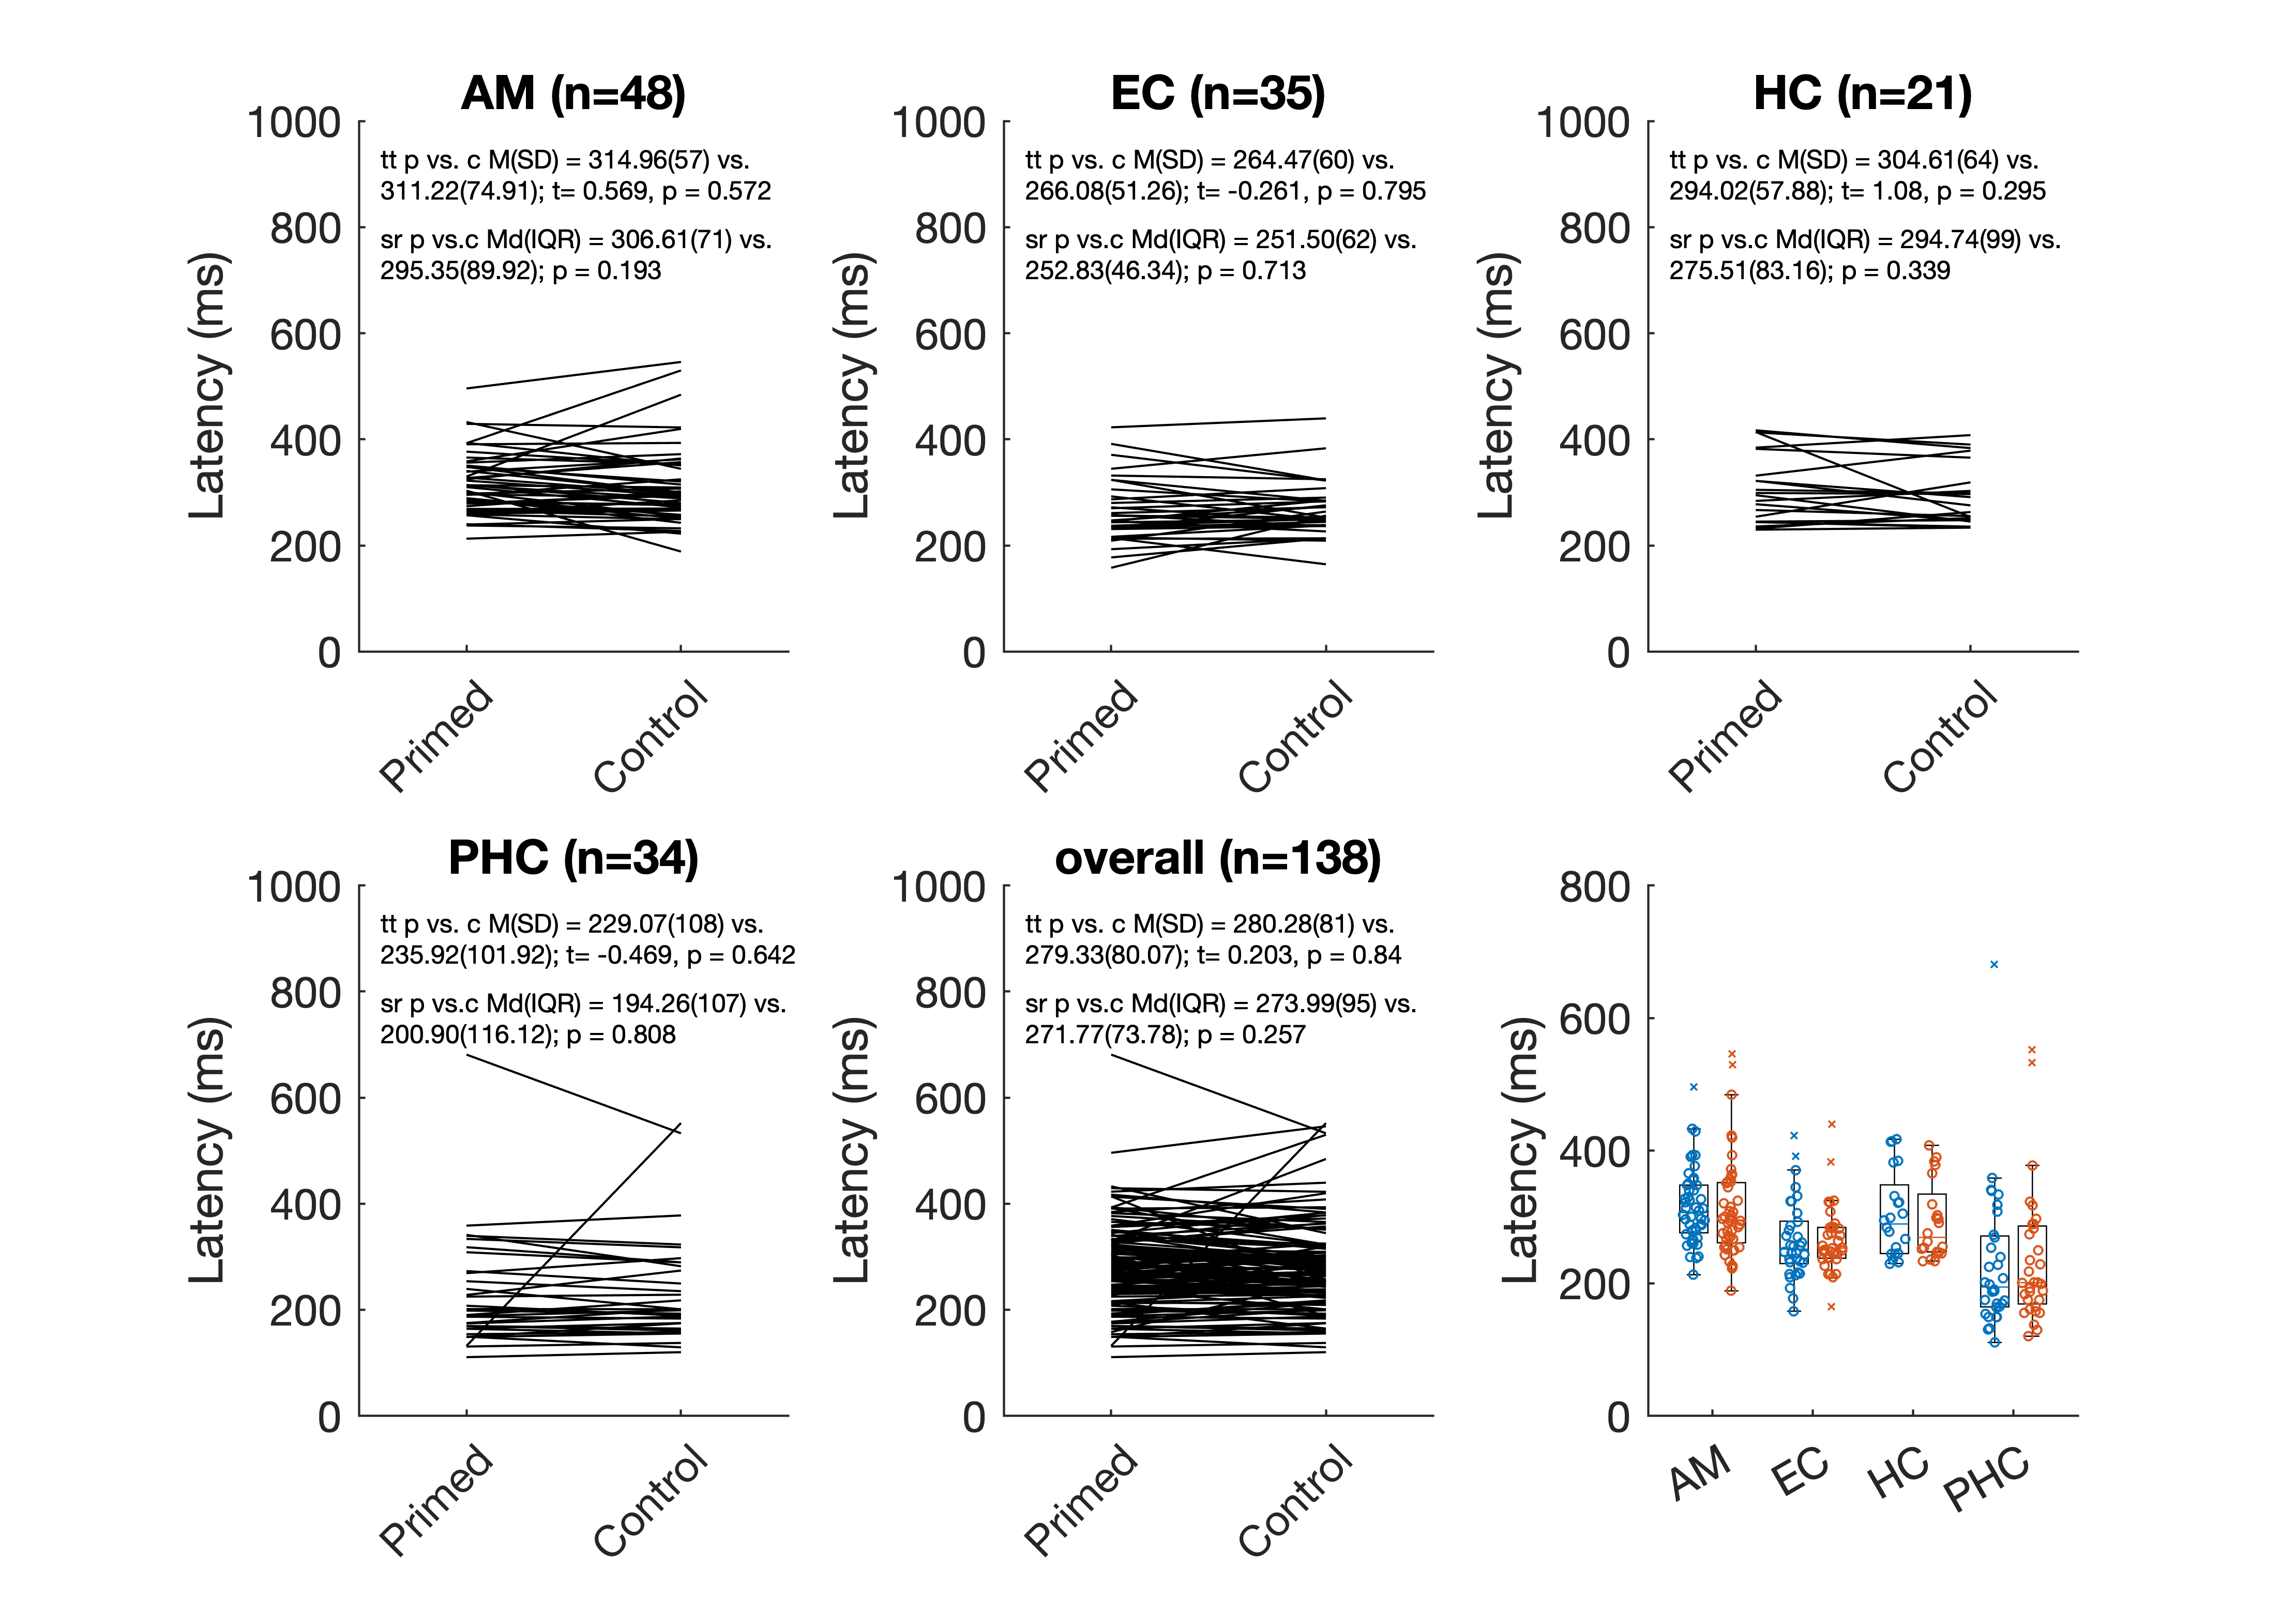 AM (n=48)
1000
800
600
400
200
0
Latency (ms)
tt p vs. c M(SD) = 314.96(57) vs.
311.22(74.91); t= 0.569, p = 0.572
sr p vs.c Md(IQR) = 306.61(71) vs.
295.35(89.92); p = 0.193
Primed
Control
EC (n=35)
1000
800
600
400
200
0
Latency (ms)
tt p vs. c M(SD) = 264.47(60) vs.
266.08(51.26); t= -0.261, p = 0.795
sr p vs.c Md(IQR) = 251.50(62) vs.
252.83(46.34); p = 0.713
Primed
Control
HC (n=21)
1000
800
600
400
200
0
Latency (ms)
tt p vs. c M(SD) = 304.61(64) vs.
294.02(57.88); t= 1.08, p = 0.295
sr p vs.c Md(IQR) = 294.74(99) vs.
275.51(83.16); p = 0.339
Primed
Control
PHC (n=34)
1000
800
600
400
200
0
Latency (ms)
tt p vs. c M(SD) = 229.07(108) vs.
235.92(101.92); t= -0.469, p = 0.642
sr p vs.c Md(IQR) = 194.26(107) vs.
200.90(116.12); p = 0.808
Primed
Control
overall (n=138)
1000
800
600
400
200
0
Latency (ms)
tt p vs. c M(SD) = 280.28(81) vs.
279.33(80.07); t= 0.203, p = 0.84
sr p vs.c Md(IQR) = 273.99(95) vs.
271.77(73.78); p = 0.257
Primed
Control
800
600
400
200
0
Latency (ms)
AM
EC
HC
PHC